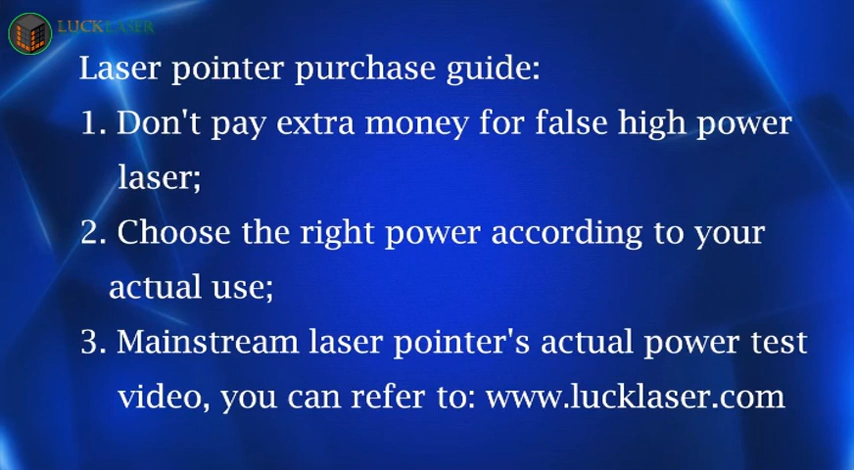 LUCKLASER
Laser pointer purchase guide:
1. Don't pay extra money for false high power
laser;
2. Choose the right power according to your
actual use;
3. Mainstream laser pointer's actual power test
video, you can refer to: www.lucklaser.com